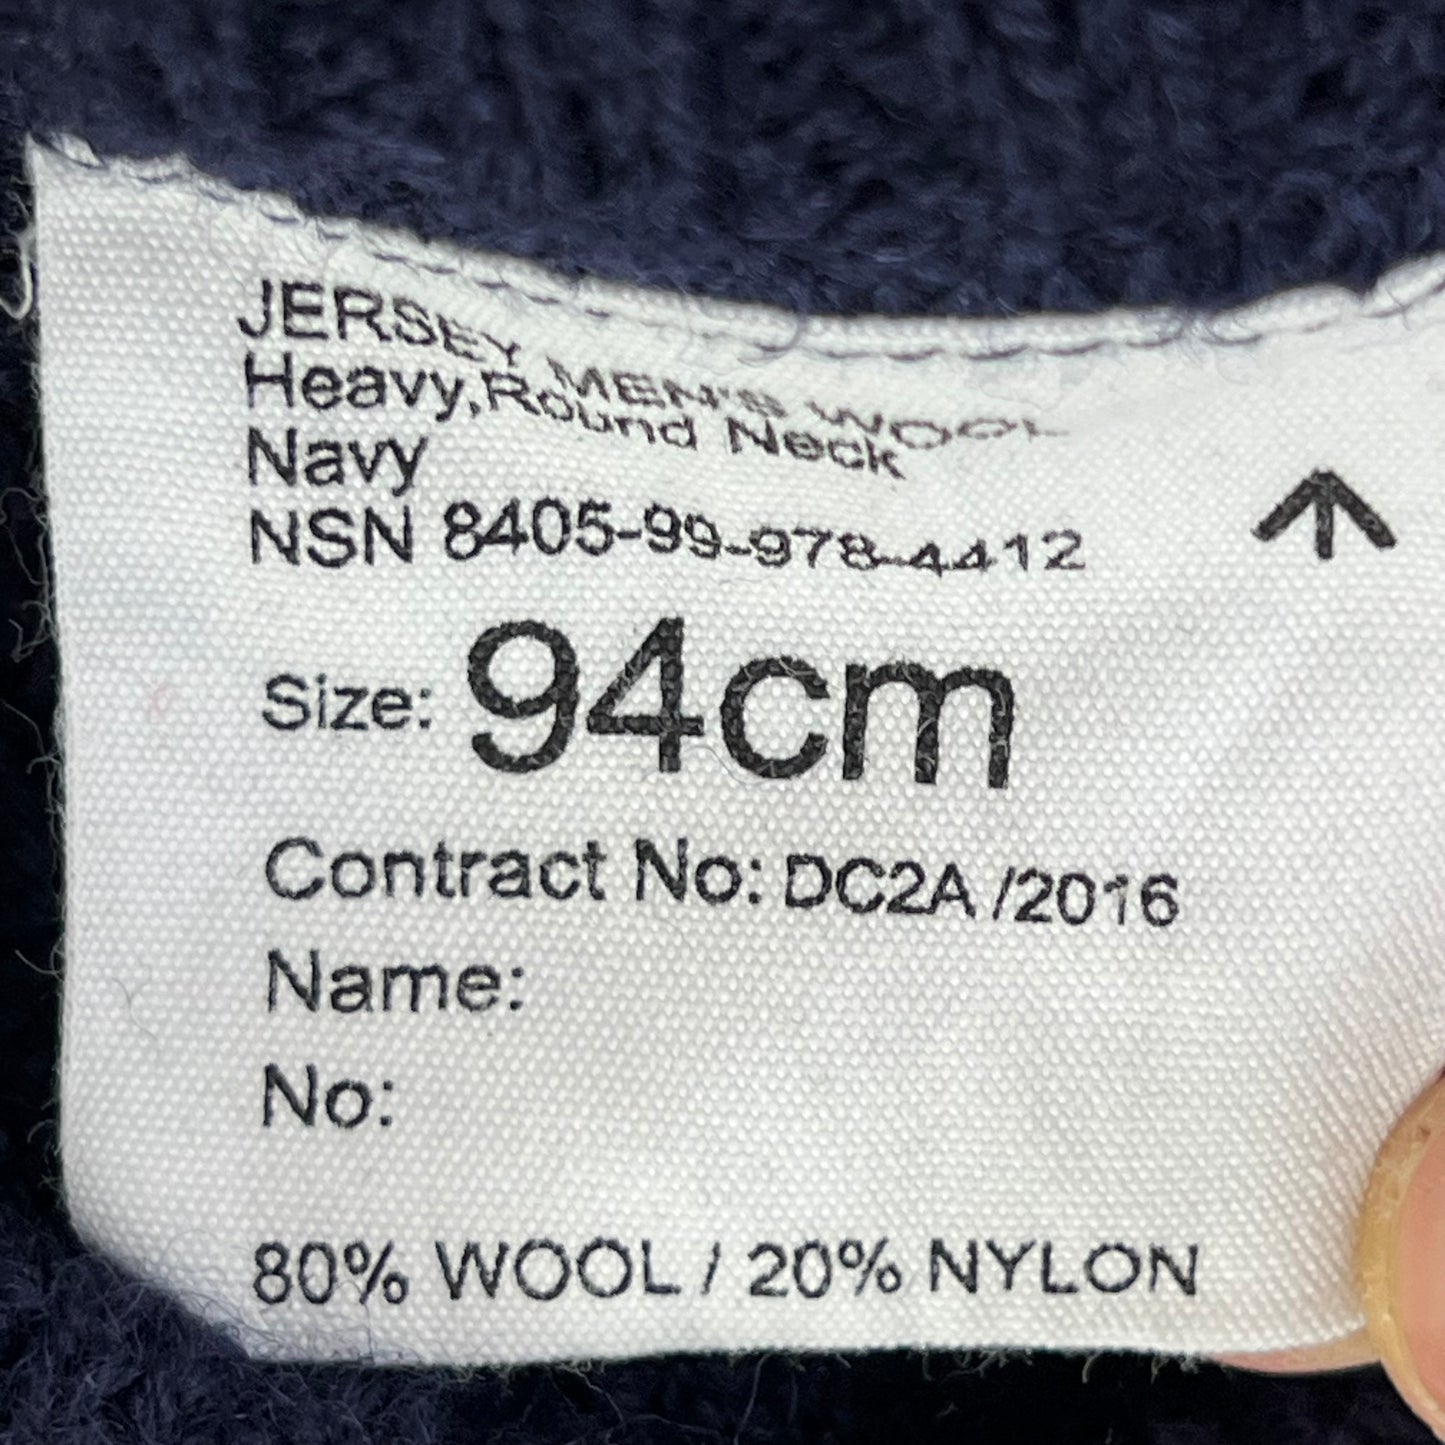 JERSEY MEN'S WOOL
Heavy,Round Neck
Navy
NSN 8405-99-978-4412
Size: 94cm
Contract No: DC2A /2016
Name:
No:
80% WOOL / 20% NYLON